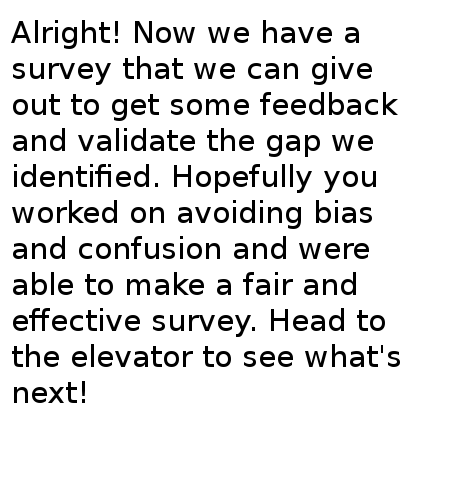 Alright! Now we have a
survey that we can give
out to get some feedback
and validate the gap we
identified. Hopefully you
worked on avoiding bias
and confusion and were
able to make a fair and
effective survey. Head to
the elevator to see what's
next!